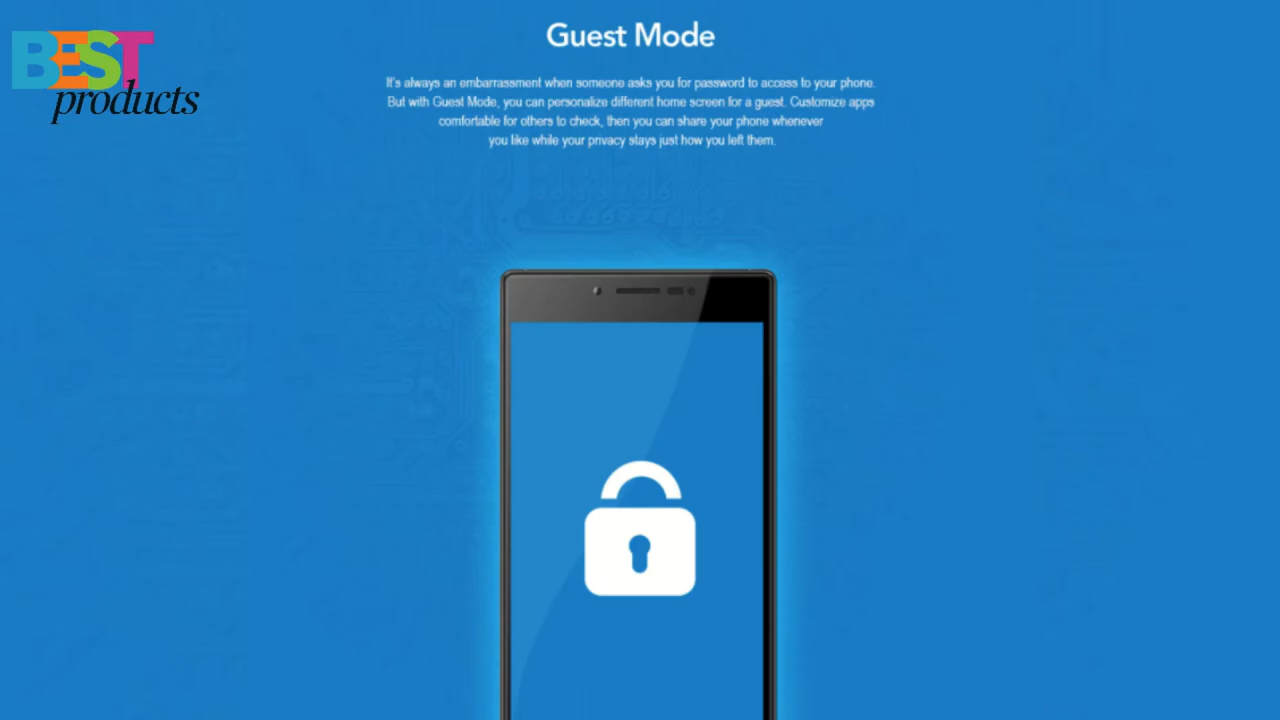 BEST
products
Guest Mode
It's always an embarrassment when someone asks you for password to access to your phone.
But with Guest Mode, you can personalize different home screen for a guest. Customize apps
comfortable for others to check, then you can share your phone whenever
you like while your privacy stays just how you left them.